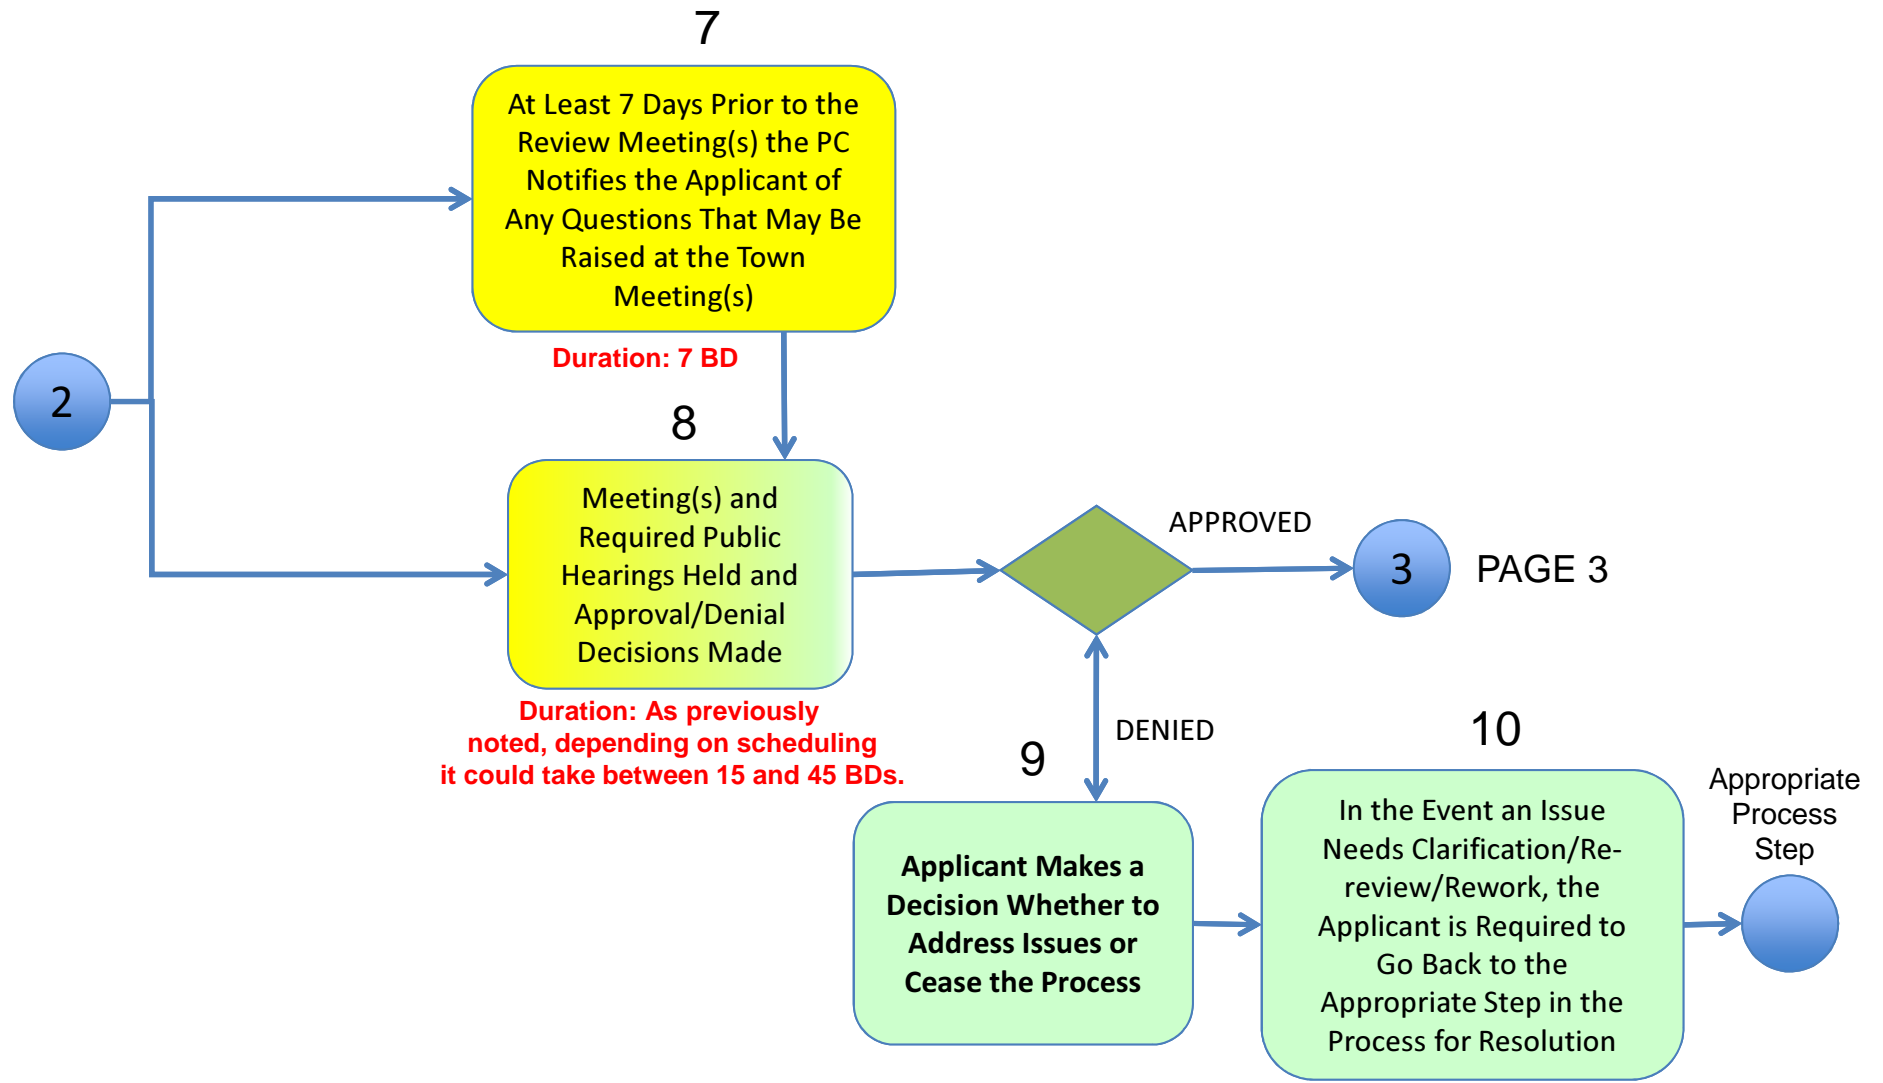 7
At Least 7 Days Prior to the
Review Meeting(s) the PC
Notifies the Applicant of
Any Questions That May Be
Raised at the Town
Meeting(s)
Duration: 7 BD
2
8
Meeting(s) and
Required Public
Hearings Held and
Approval/Denial
Decisions Made
Duration: As previously
noted, depending on scheduling
it could take between 15 and 45 BDs.
APPROVED
3
PAGE 3
DENIED
9
Applicant Makes a
Decision Whether to
Address Issues or
Cease the Process
10
In the Event an Issue
Needs Clarification/Re-
review/Rework, the
Applicant is Required to
Go Back to the
Appropriate Step in the
Process for Resolution
Appropriate
Process
Step